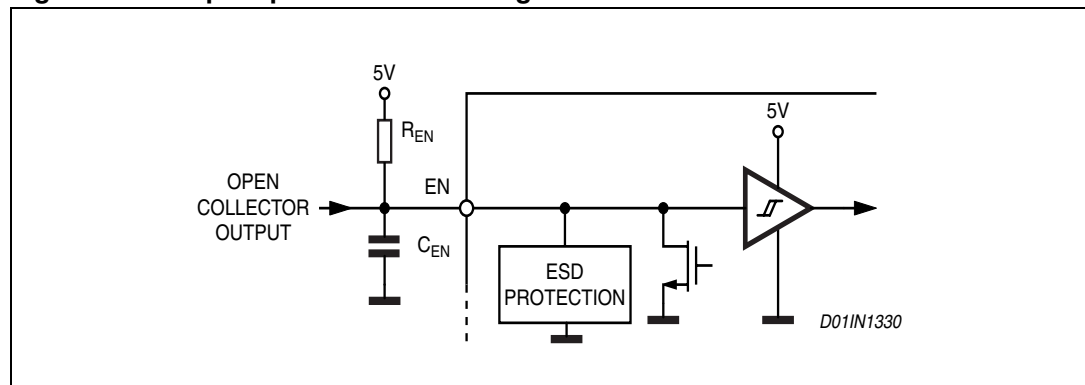 5V
R_EN
5V
OPEN
COLLECTOR
OUTPUT
EN
C_EN
ESD
PROTECTION
D01IN1330